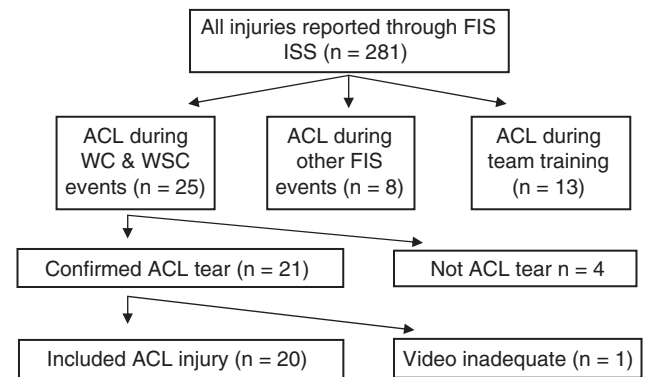 All injuries reported through FIS
ISS (n = 281)
ACL during
WC & WSC
events (n = 25)
ACL during
other FIS
events (n = 8)
ACL during
team training
(n = 13)
Confirmed ACL tear (n = 21)
Not ACL tear n = 4
Included ACL injury (n = 20)
Video inadequate (n = 1)